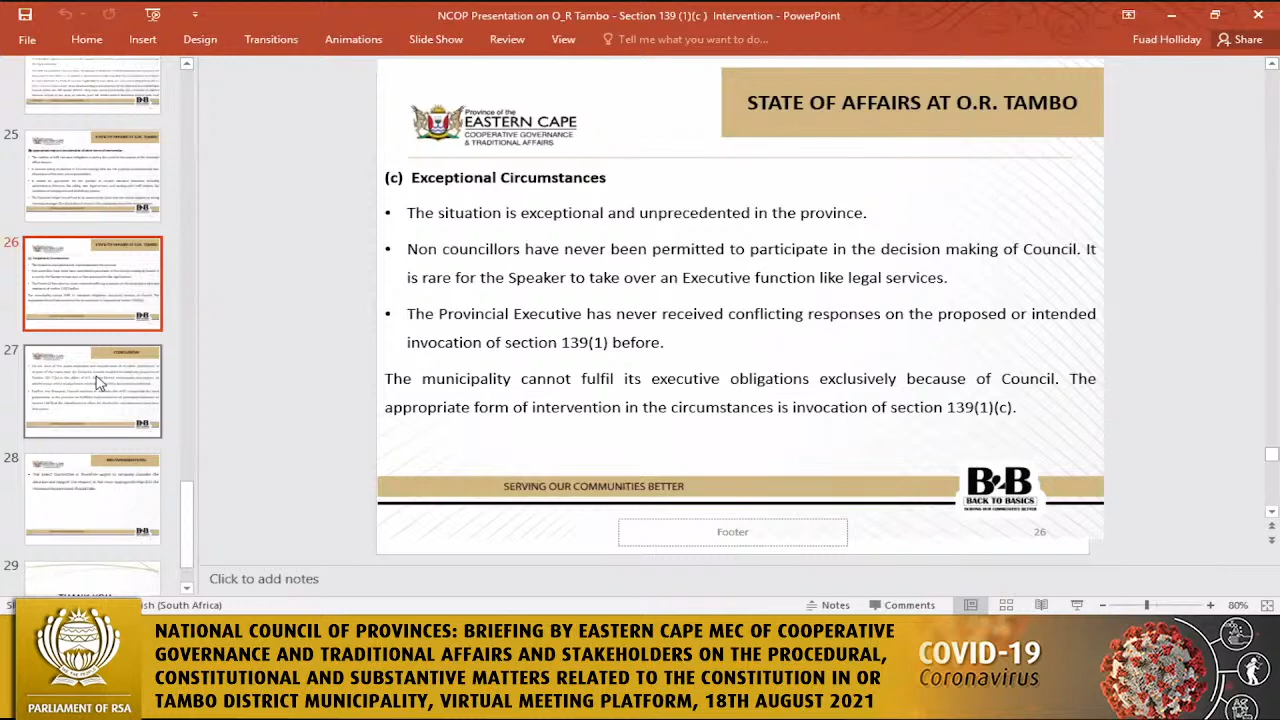 NCOP Presentation on O_R Tambo - Section 139 (1)(c ) Intervention - PowerPoint
File Home Insert Design Transitions Animations Slide Show Review View Tell me what you want to do... Fuad Holliday Share
25
26
27
28
29
Province of the
EASTERN CAPE
COOPERATIVE GOVERNANCE
& TRADITIONAL AFFAIRS
STATE OF AFFAIRS AT O.R. TAMBO
(c) Exceptional Circumstances
• The situation is exceptional and unprecedented in the province.
• Non councilors have never been permitted to participate in the decision making of Council. It
is rare for the Speaker to take over an Executive function in legal services.
• The Provincial Executive has never received conflicting responses on the proposed or intended
invocation of section 139(1) before.
The municipality cannot fulfil its executive obligations exclusively because of Council. The
appropriate form of intervention in the circumstances is invocation of section 139(1)(c).
SERVING OUR COMMUNITIES BETTER
B2B
BACK TO BASICS
SERVING OUR COMMUNITIES BETTER
Footer
26
Click to add notes
(South Africa)
Notes Comments 80%
PARLIAMENT OF RSA
NATIONAL COUNCIL OF PROVINCES: BRIEFING BY EASTERN CAPE MEC OF COOPERATIVE
GOVERNANCE AND TRADITIONAL AFFAIRS AND STAKEHOLDERS ON THE PROCEDURAL,
CONSTITUTIONAL AND SUBSTANTIVE MATTERS RELATED TO THE CONSTITUTION IN OR
TAMBO DISTRICT MUNICIPALITY, VIRTUAL MEETING PLATFORM, 18TH AUGUST 2021
COVID-19
Coronavirus